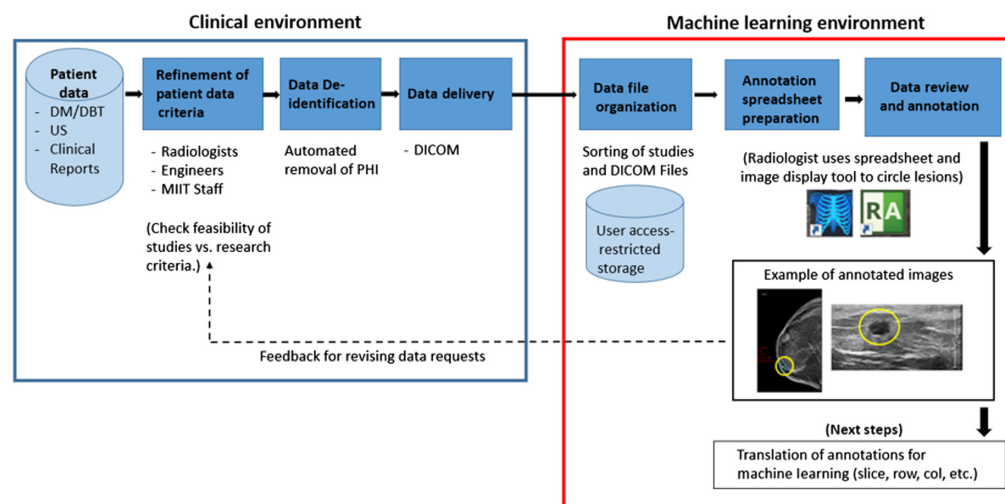 Clinical environment
Machine learning environment
Patient
data
- DM/DBT
- US
- Clinical
Reports
Refinement of
patient data
criteria
Data De-
identification
Data delivery
- Radiologists
- Engineers
- MIIT Staff
Automated
removal of PHI
- DICOM
(Check feasibility of
studies vs. research
criteria.)
Feedback for revising data requests
Data file
organization
Annotation
spreadsheet
preparation
Data review
and annotation
Sorting of studies
and DICOM Files
User access-
restricted
storage
(Radiologist uses spreadsheet and
image display tool to circle lesions)
RA
Example of annotated images
(Next steps)
Translation of annotations for
machine learning (slice, row, col, etc.)